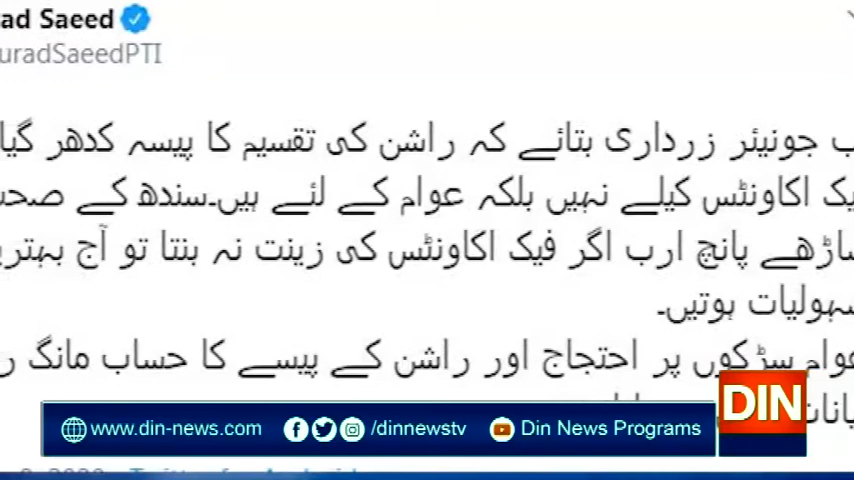 ad Saeed
uradSaeedPTI
ب جونیئر زرداری بتائے کہ راشن کی تقسیم کا پیسہ کدھر گیا
یک اکاونٹس کیلے نہیں بلکہ عوام کے لئے ہیں۔سندھ کے صحت
ساڑھے پانچ ارب اگر فیک اکاونٹس کی زینت نہ بنتا تو آج بہتری
سہولیات ہوتیں۔
عوام سڑکوں پر احتجاج اور راشن کے پیسے کا حساب مانگ ر
DIN
www.din-news.com /dinnewstv Din News Programs